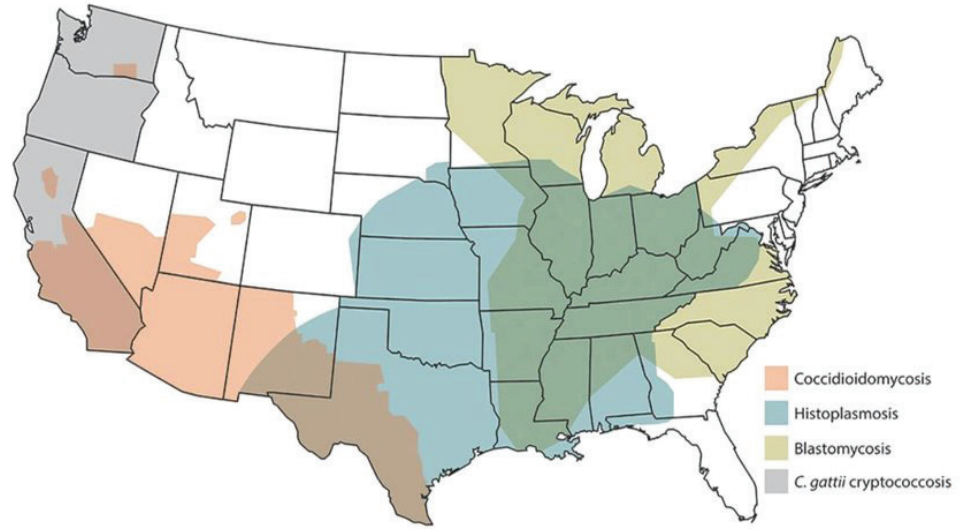 Coccidioidomycosis
Histoplasmosis
Blastomycosis
C. gattii cryptococcosis